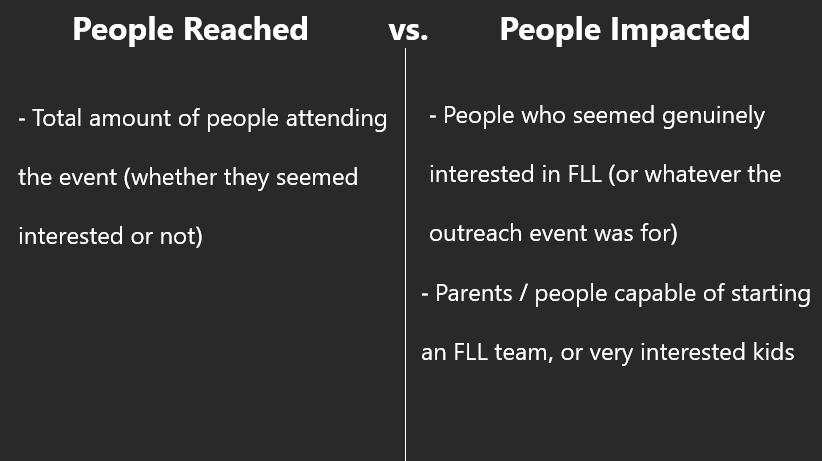 People Reached vs. People Impacted
- Total amount of people attending
the event (whether they seemed
interested or not)
- People who seemed genuinely
interested in FLL (or whatever the
outreach event was for)
- Parents / people capable of starting
an FLL team, or very interested kids